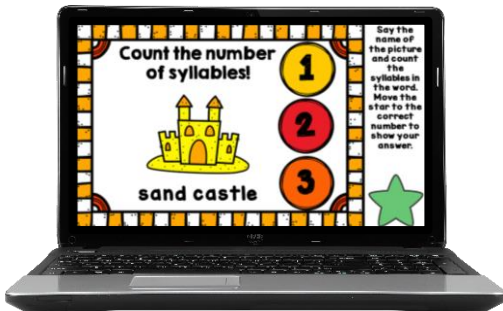 Count the number
of syllables!
1
2
3
sand castle
Say the
name of
the picture
and count
the
syllables in
the word.
Move the
star to the
correct
number to
show your
answer.